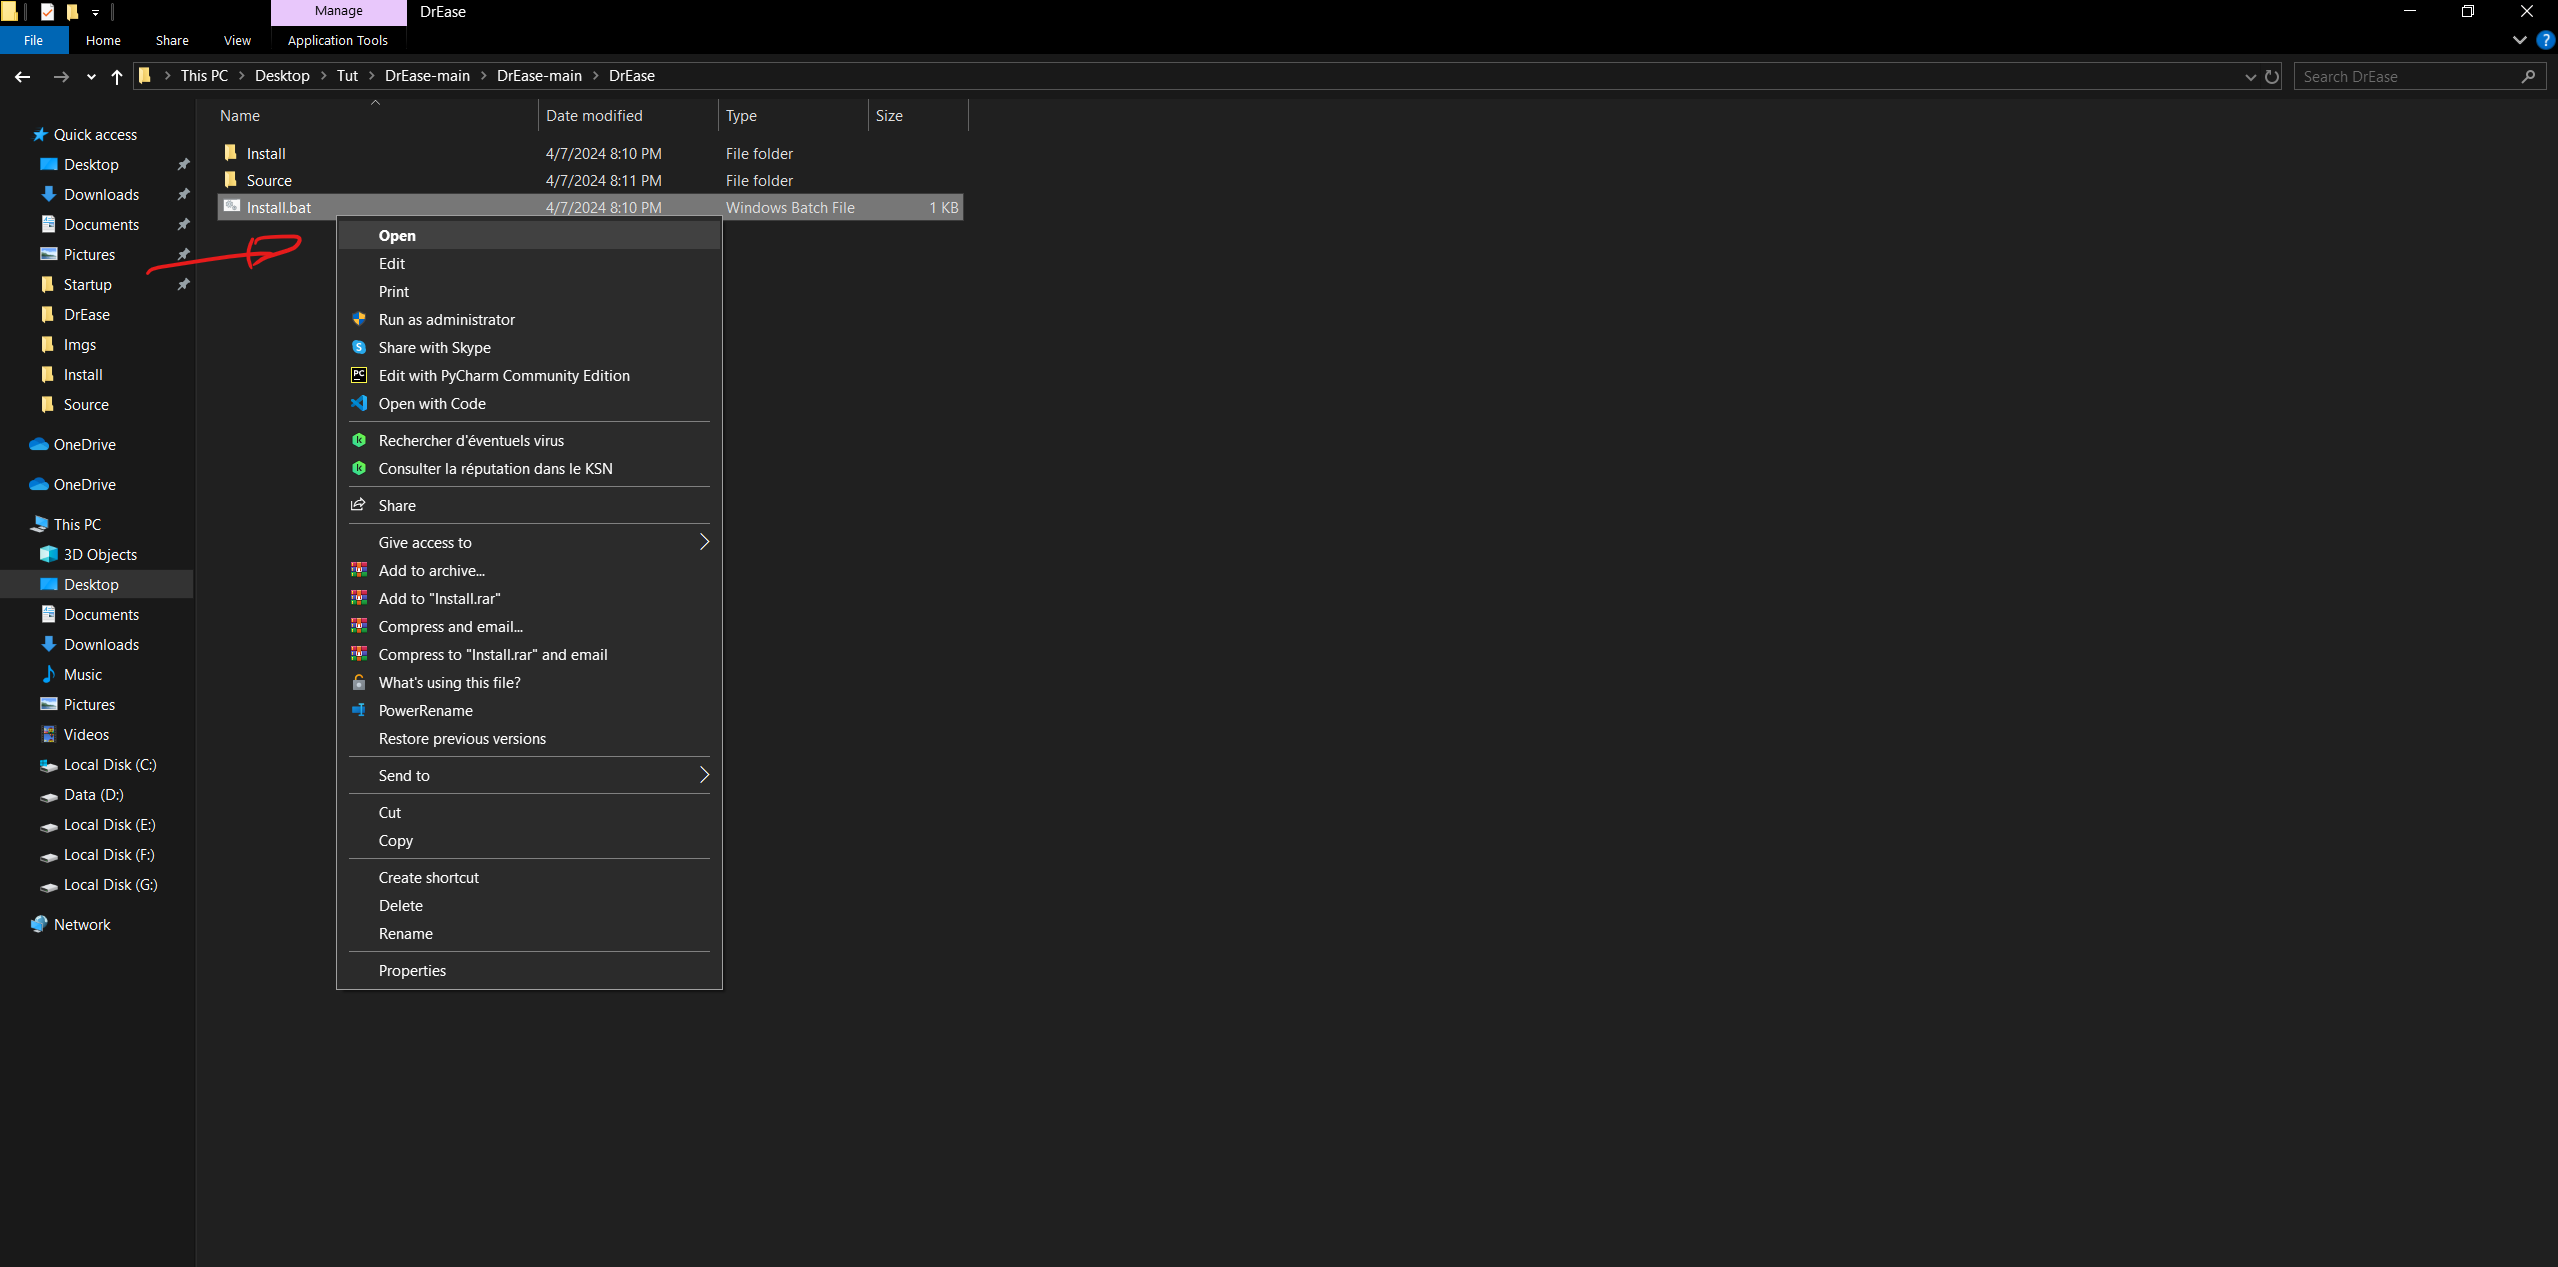 Manage
DrEase
File
Home
Share
View
Application Tools
?
This PC
Desktop
Tut
DrEase-main
DrEase-main
DrEase
Search DrEase
Name
Date modified
Type
Size
Install
4/7/2024 8:10 PM
File folder
Source
4/7/2024 8:11 PM
File folder
Install.bat
4/7/2024 8:10 PM
Windows Batch File
1 KB
Quick access
Desktop
Downloads
Documents
Pictures
Startup
DrEase
Imgs
Install
Source
OneDrive
OneDrive
This PC
3D Objects
Desktop
Documents
Downloads
Music
Pictures
Videos
Local Disk (C:)
Data (D:)
Local Disk (E:)
Local Disk (F:)
Local Disk (G:)
Network
Open
Edit
Print
Run as administrator
Share with Skype
Edit with PyCharm Community Edition
Open with Code
Rechercher d'éventuels virus
Consulter la réputation dans le KSN
Share
Give access to
Add to archive...
Add to "Install.rar"
Compress and email...
Compress to "Install.rar" and email
What's using this file?
PowerRename
Restore previous versions
Send to
Cut
Copy
Create shortcut
Delete
Rename
Properties